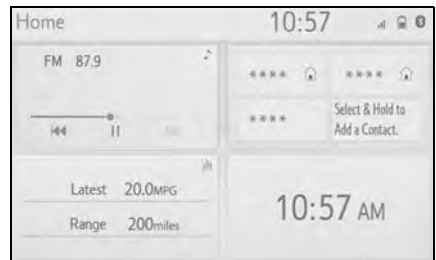 Home 10:57
FM 87.9
**** ****
**** Select & Hold to
Add a Contact.
Latest 20.0MPG
Range 200miles
10:57 AM